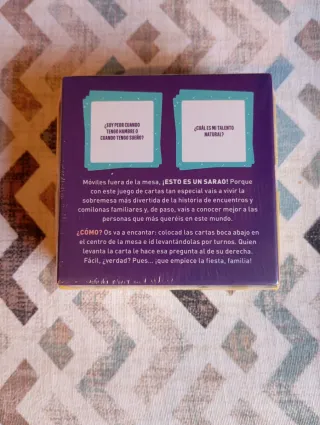 ¿SOY PEOR CUANDO
TENGO HAMBRE O
CUANDO TENGO SUEÑO?
¿CUÁL ES MI TALENTO
NATURAL?
Móviles fuera de la mesa, ¡ESTO ES UN SARAO! Porque
con este juego de cartas tan especial vais a vivir la
sobremesa más divertida de la historia de encuentros y
comilonas familiares y, de paso, vais a conocer mejor a las
personas que más queréis en este mundo.
¿CÓMO? Os va a encantar: colocad las cartas boca abajo en
el centro de la mesa e id levantándolas por turnos. Quien
levanta la carta le hace esa pregunta al de su derecha.
Fácil, ¿verdad? Pues... ¡que empiece la fiesta, familia!